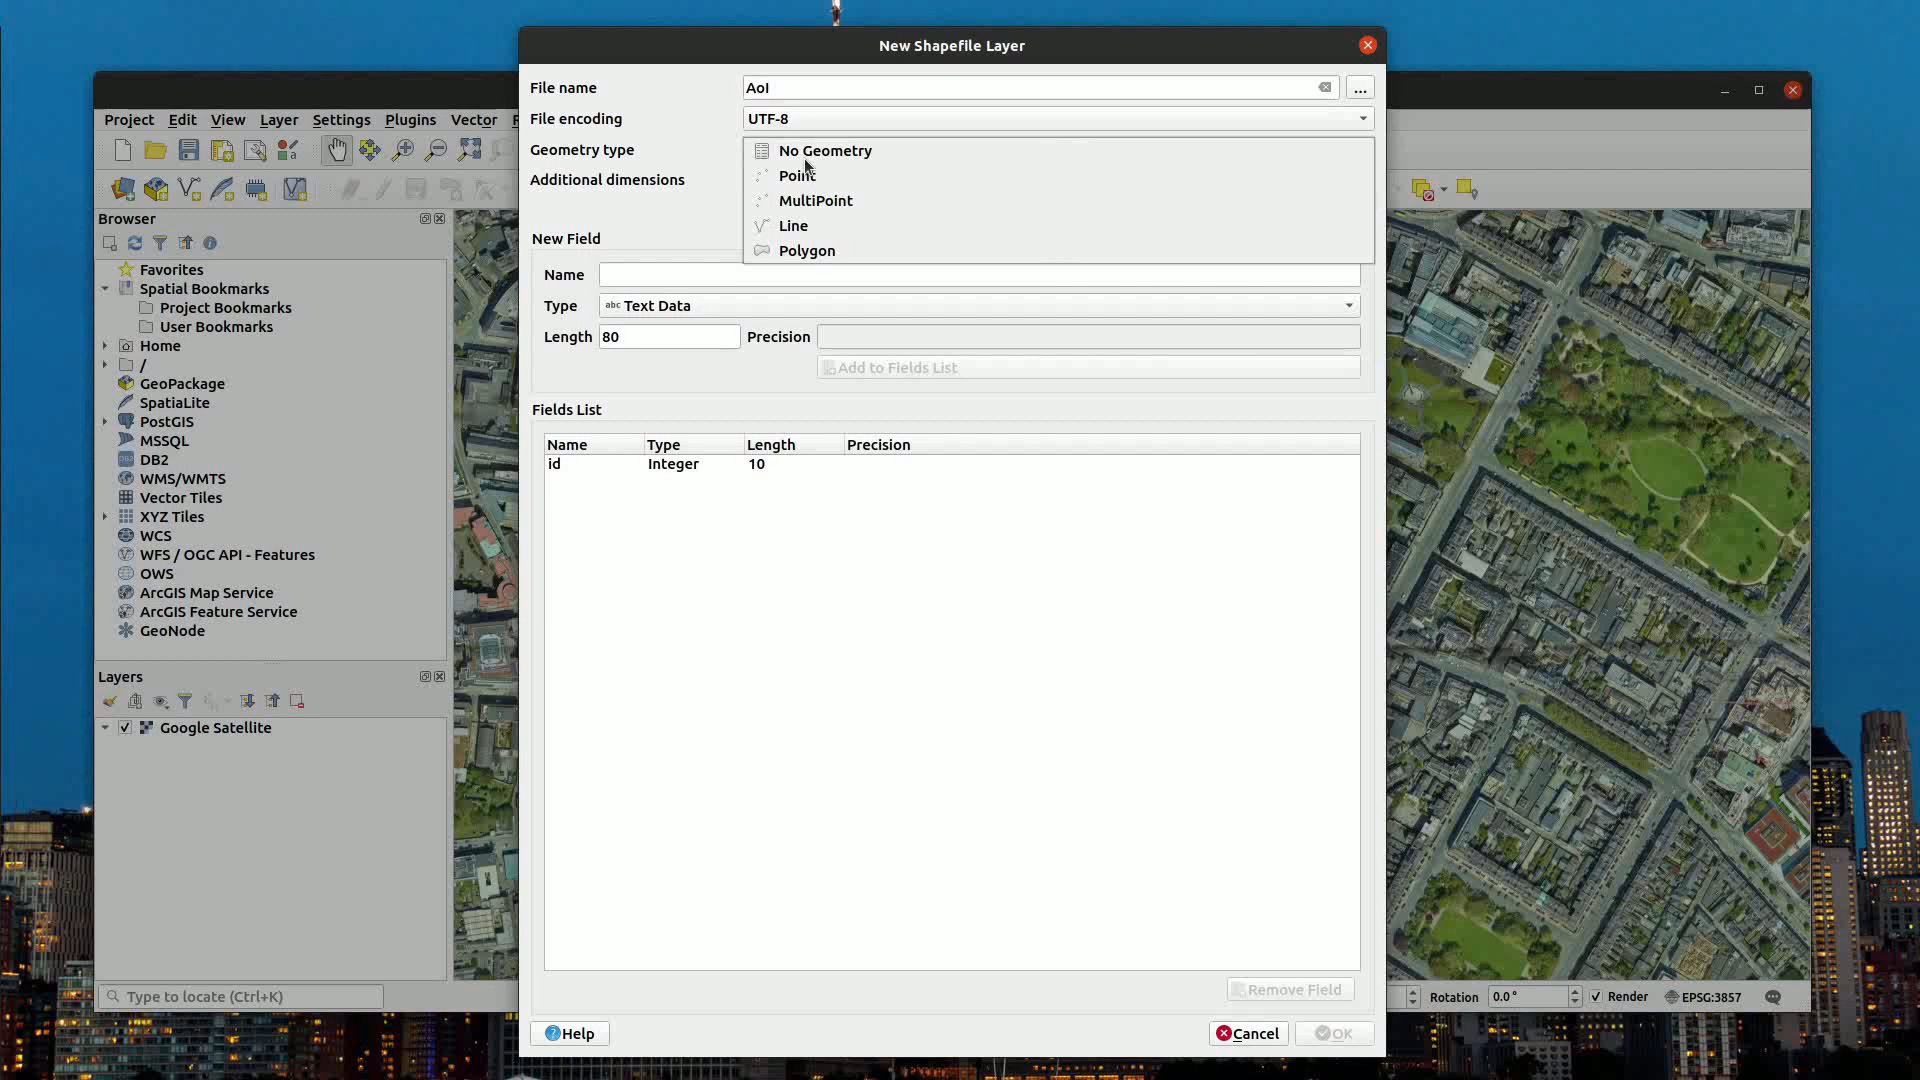 New Shapefile Layer
File name
AoI
...
File encoding
UTF-8
Geometry type
No Geometry
Point
MultiPoint
Line
Polygon
Additional dimensions
New Field
Name
Type
abc Text Data
Length
80
Precision
Add to Fields List
Fields List
Name Type Length Precision
id Integer 10
Remove Field
Help
Cancel
OK
Project Edit View Layer Settings Plugins Vector
Browser
Favorites
Spatial Bookmarks
Project Bookmarks
User Bookmarks
Home
/
GeoPackage
SpatiaLite
PostGIS
MSSQL
DB2
WMS/WMTS
Vector Tiles
XYZ Tiles
WCS
WFS / OGC API - Features
OWS
ArcGIS Map Service
ArcGIS Feature Service
GeoNode
Layers
Google Satellite
Type to locate (Ctrl+K)
Rotation 0.0 ° Render EPSG:3857